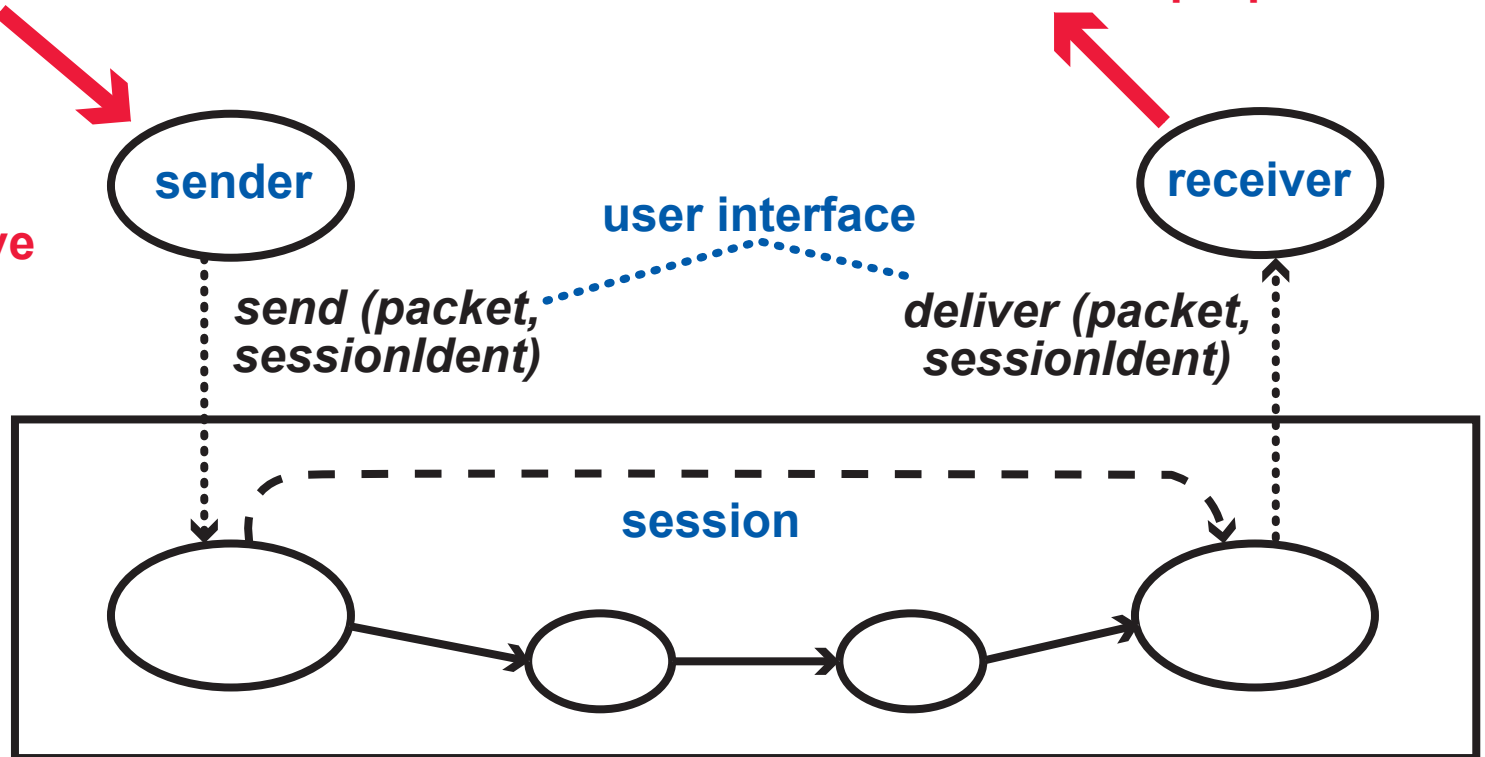 sender
receiver
user interface
send (packet,
sessionIdent)
deliver (packet,
sessionIdent)
session